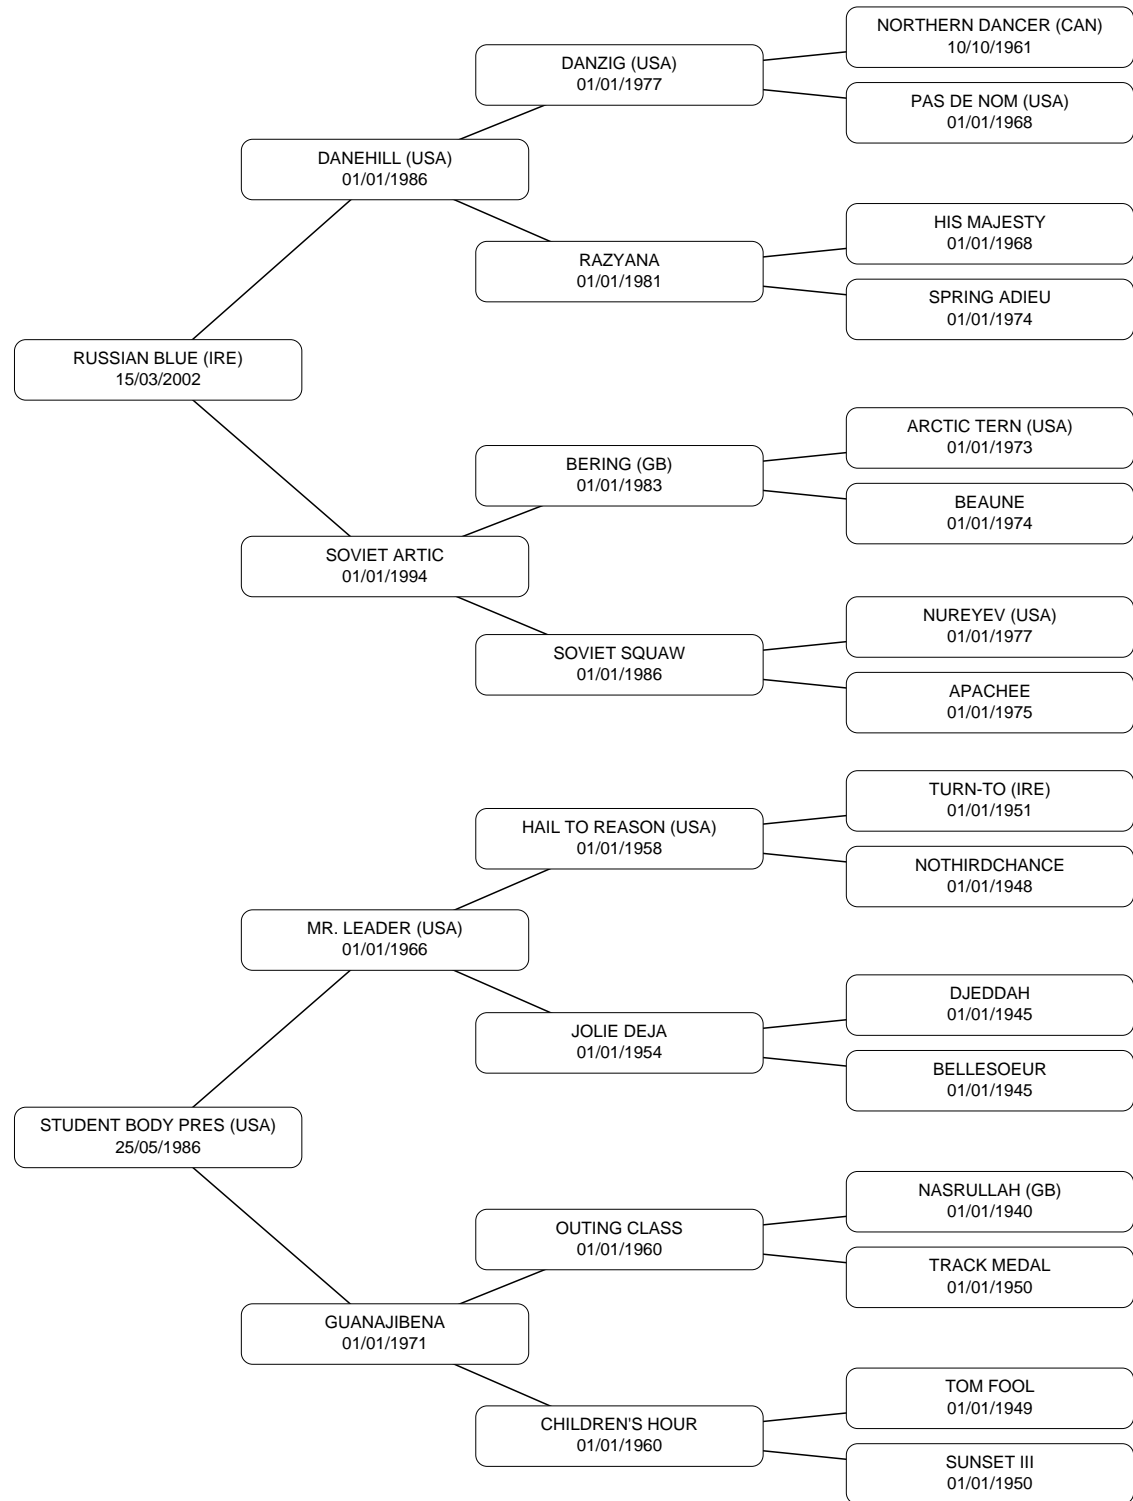 NORTHERN DANCER (CAN)
10/10/1961
DANZIG (USA)
01/01/1977
PAS DE NOM (USA)
01/01/1968
DANEHILL (USA)
01/01/1986
HIS MAJESTY
01/01/1968
RAZYANA
01/01/1981
SPRING ADIEU
01/01/1974
RUSSIAN BLUE (IRE)
15/03/2002
ARCTIC TERN (USA)
01/01/1973
BERING (GB)
01/01/1983
BEAUNE
01/01/1974
SOVIET ARTIC
01/01/1994
NUREYEV (USA)
01/01/1977
SOVIET SQUAW
01/01/1986
APACHEE
01/01/1975
TURN-TO (IRE)
01/01/1951
HAIL TO REASON (USA)
01/01/1958
NOTHIRDCHANCE
01/01/1948
MR. LEADER (USA)
01/01/1966
DJEDDAH
01/01/1945
JOLIE DEJA
01/01/1954
BELLESOEUR
01/01/1945
STUDENT BODY PRES (USA)
25/05/1986
NASRULLAH (GB)
01/01/1940
OUTING CLASS
01/01/1960
TRACK MEDAL
01/01/1950
GUANAJIBENA
01/01/1971
TOM FOOL
01/01/1949
CHILDREN'S HOUR
01/01/1960
SUNSET III
01/01/1950